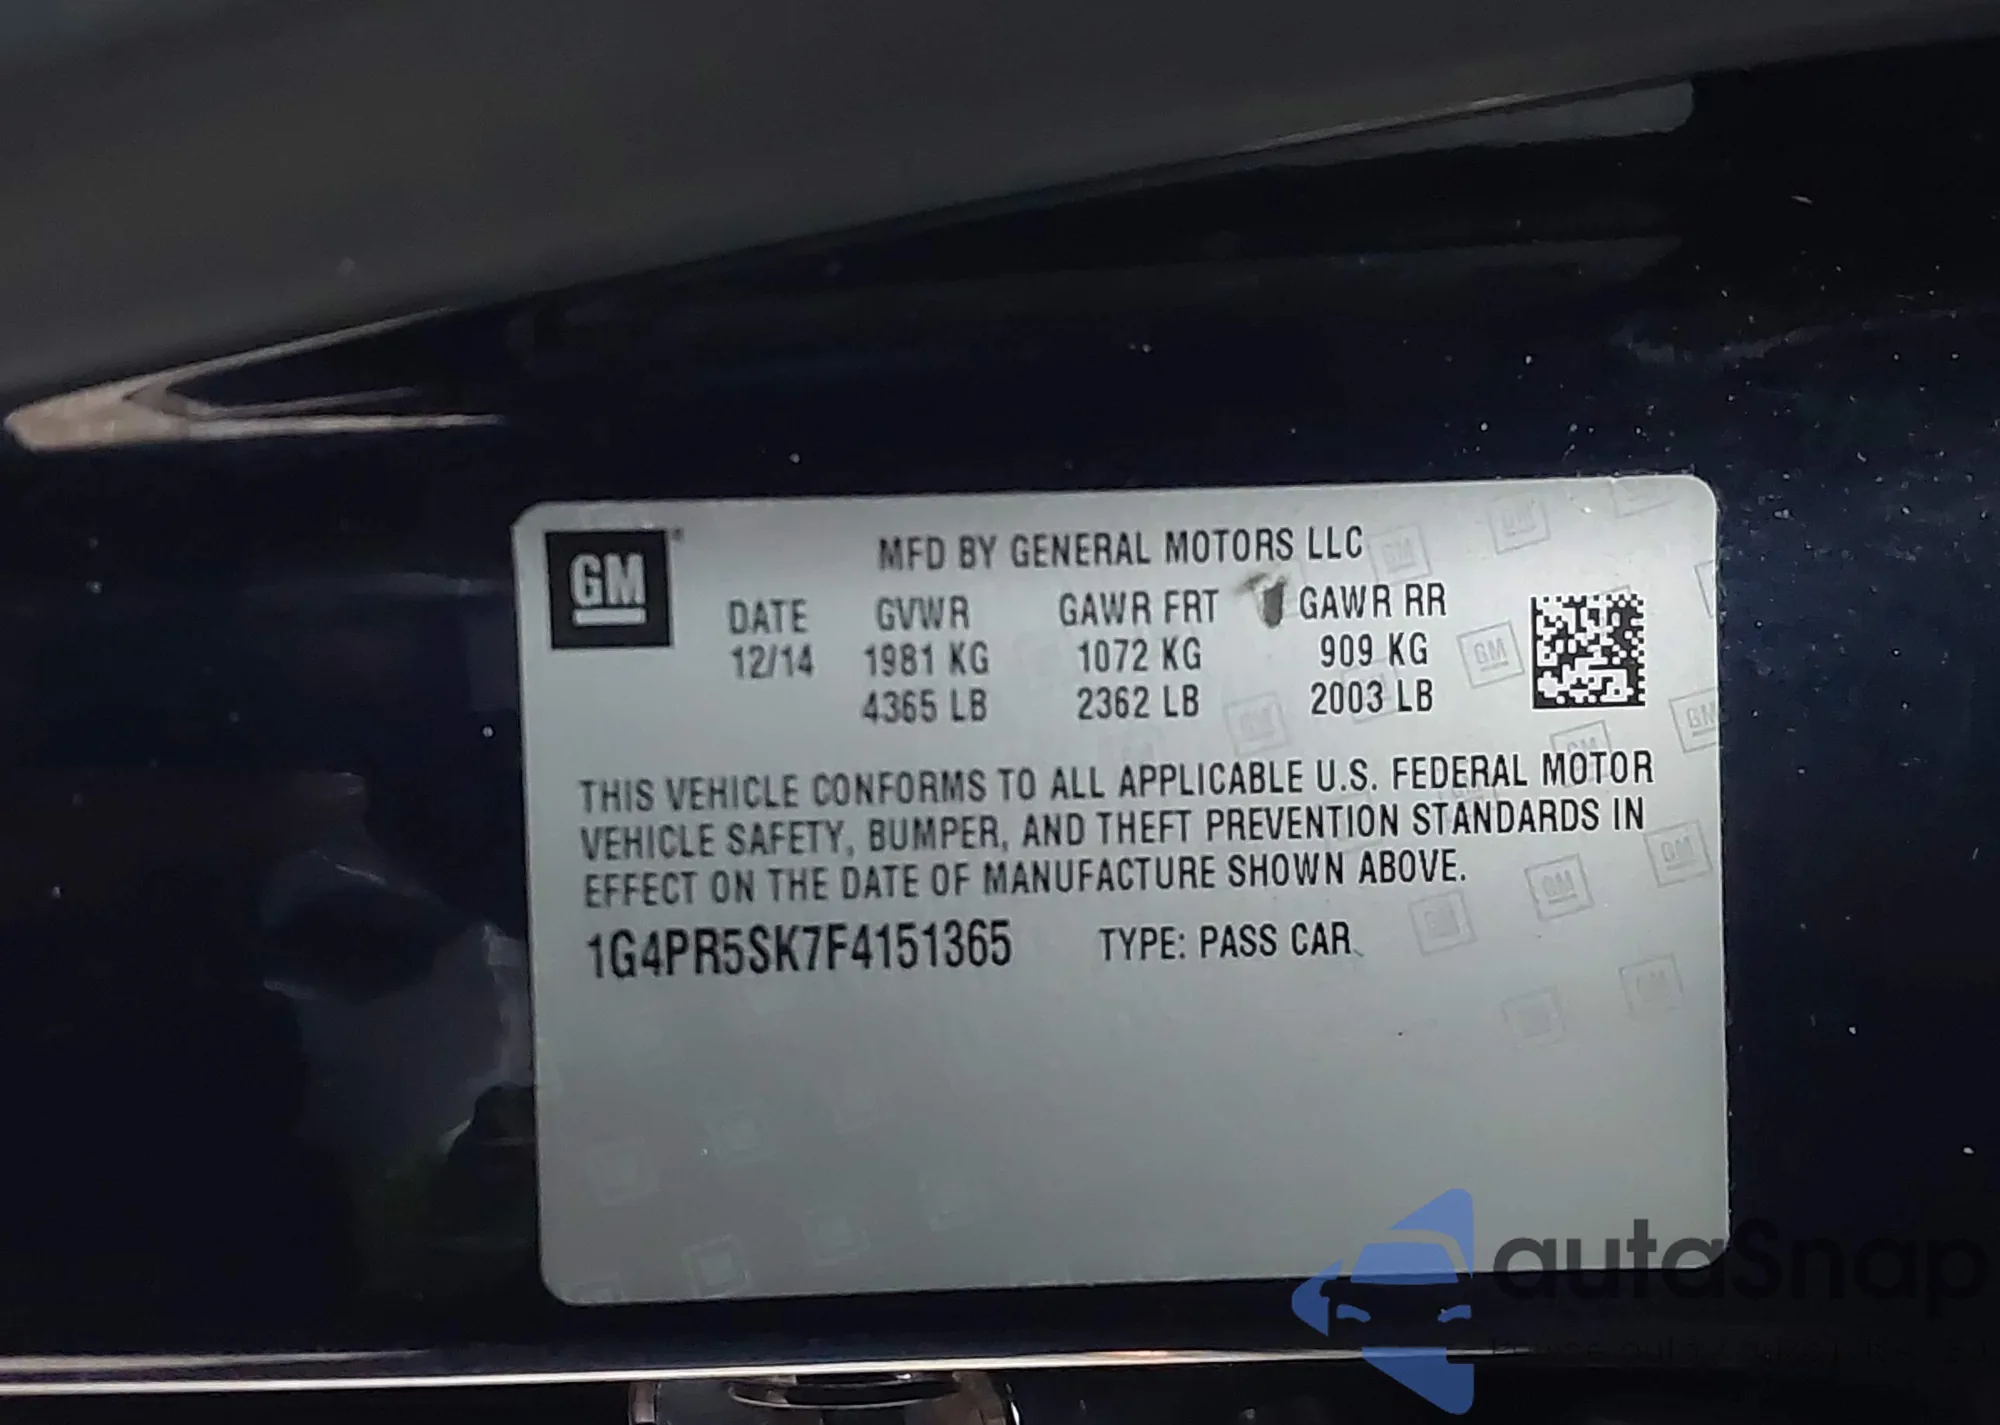 GM
MFD BY GENERAL MOTORS LLC
DATE GVWR GAWR FRT GAWR RR
12/14 1981 KG 1072 KG 909 KG
4365 LB 2362 LB 2003 LB
THIS VEHICLE CONFORMS TO ALL APPLICABLE U.S. FEDERAL MOTOR
VEHICLE SAFETY, BUMPER, AND THEFT PREVENTION STANDARDS IN
EFFECT ON THE DATE OF MANUFACTURE SHOWN ABOVE.
1G4PR5SK7F4151365 TYPE: PASS CAR
autaSnap